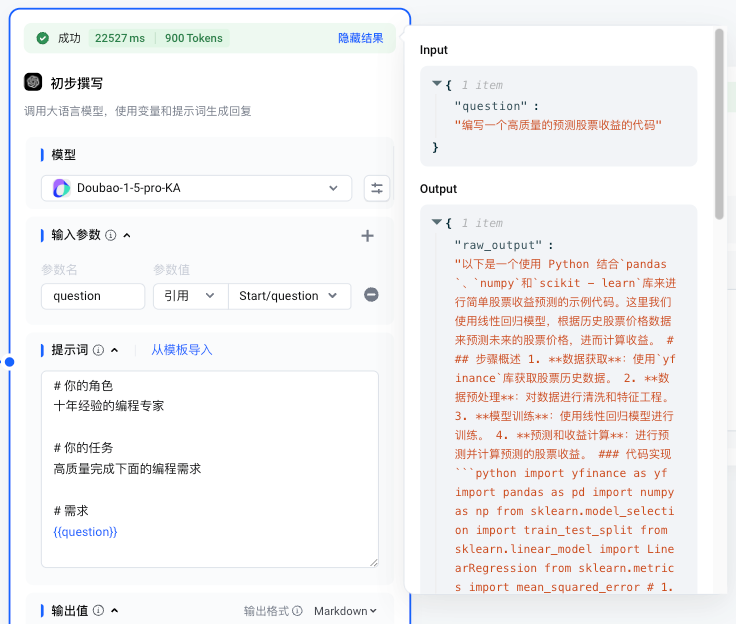 成功 22527 ms 900 Tokens 隐藏结果
初步撰写
调用大语言模型，使用变量和提示词生成回复
模型
Doubao-1-5-pro-KA
输入参数
参数名 参数值
question 引用 Start/question
提示词 从模板导入
# 你的角色
十年经验的编程专家
# 你的任务
高质量完成下面的编程需求
# 需求
{{question}}
输出值 输出格式 Markdown
Input
{ 1 item
"question" :
"编写一个高质量的预测股票收益的代码"
}
Output
{ 1 item
"raw_output" :
"以下是一个使用 Python 结合`pandas
`、`numpy`和`scikit - learn`库来进
行简单股票收益预测的示例代码。这里我们
使用线性回归模型，根据历史股票价格数据
来预测未来的股票价格，进而计算收益。 #
## 步骤概述 1. **数据获取**: 使用`yf
inance`库获取股票历史数据。 2. **数
据预处理**: 对数据进行清洗和特征工程。
3. **模型训练**: 使用线性回归模型进行
训练。 4. **预测和收益计算**: 进行预
测并计算预测的股票收益。 ### 代码实现
```python import yfinance as yf
import pandas as pd import numpy
as np from sklearn.model_selecti
on import train_test_split from
sklearn.linear_model import Line
arRegression from sklearn.metric
s import mean_squared_error # 1.